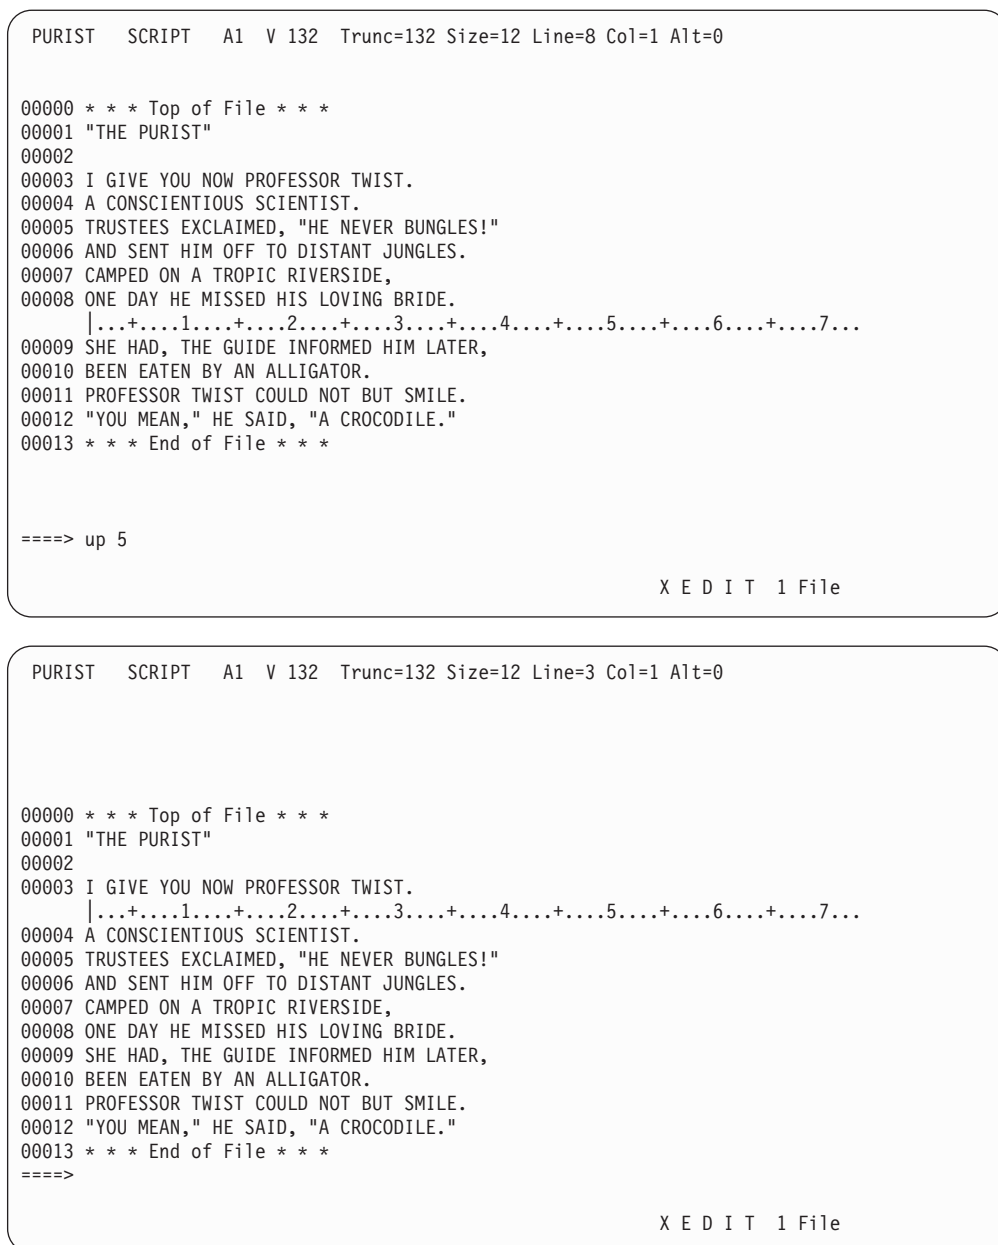 PURIST   SCRIPT   A1  V 132  Trunc=132 Size=12 Line=8 Col=1 Alt=0
00000 * * * Top of File * * *
00001 "THE PURIST"
00002
00003 I GIVE YOU NOW PROFESSOR TWIST.
00004 A CONSCIENTIOUS SCIENTIST.
00005 TRUSTEES EXCLAIMED, "HE NEVER BUNGLES!"
00006 AND SENT HIM OFF TO DISTANT JUNGLES.
00007 CAMPED ON A TROPIC RIVERSIDE,
00008 ONE DAY HE MISSED HIS LOVING BRIDE.
|...+....1....+....2....+....3....+....4....+....5....+....6....+....7...
00009 SHE HAD, THE GUIDE INFORMED HIM LATER,
00010 BEEN EATEN BY AN ALLIGATOR.
00011 PROFESSOR TWIST COULD NOT BUT SMILE.
00012 "YOU MEAN," HE SAID, "A CROCODILE."
00013 * * * End of File * * *
====> up 5
X E D I T  1 File
PURIST   SCRIPT   A1  V 132  Trunc=132 Size=12 Line=3 Col=1 Alt=0
00000 * * * Top of File * * *
00001 "THE PURIST"
00002
00003 I GIVE YOU NOW PROFESSOR TWIST.
|...+....1....+....2....+....3....+....4....+....5....+....6....+....7...
00004 A CONSCIENTIOUS SCIENTIST.
00005 TRUSTEES EXCLAIMED, "HE NEVER BUNGLES!"
00006 AND SENT HIM OFF TO DISTANT JUNGLES.
00007 CAMPED ON A TROPIC RIVERSIDE,
00008 ONE DAY HE MISSED HIS LOVING BRIDE.
00009 SHE HAD, THE GUIDE INFORMED HIM LATER,
00010 BEEN EATEN BY AN ALLIGATOR.
00011 PROFESSOR TWIST COULD NOT BUT SMILE.
00012 "YOU MEAN," HE SAID, "A CROCODILE."
00013 * * * End of File * * *
====>
X E D I T  1 File